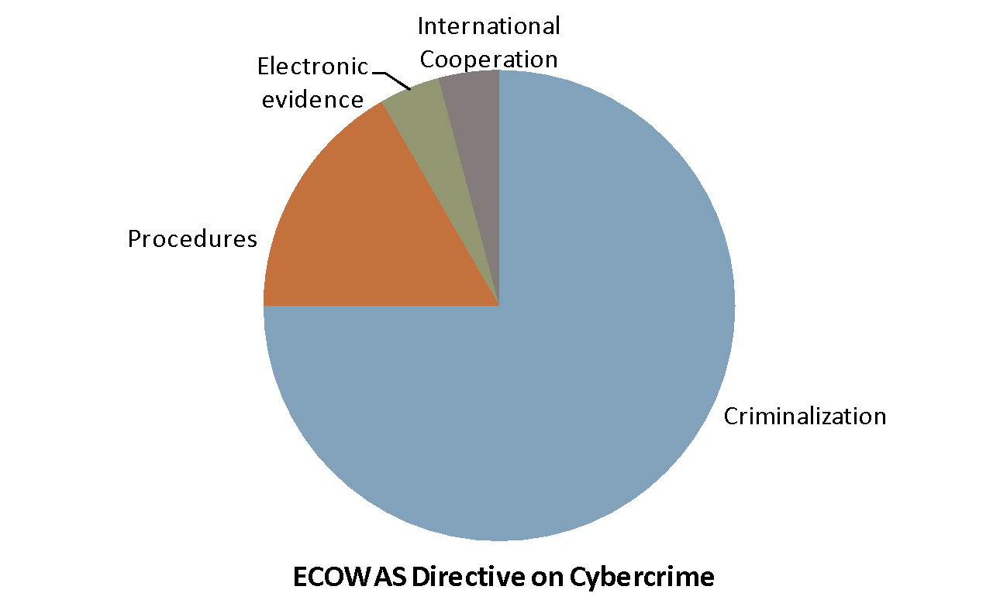 International
Cooperation
Electronic
evidence
Procedures
Criminalization
ECOWAS Directive on Cybercrime